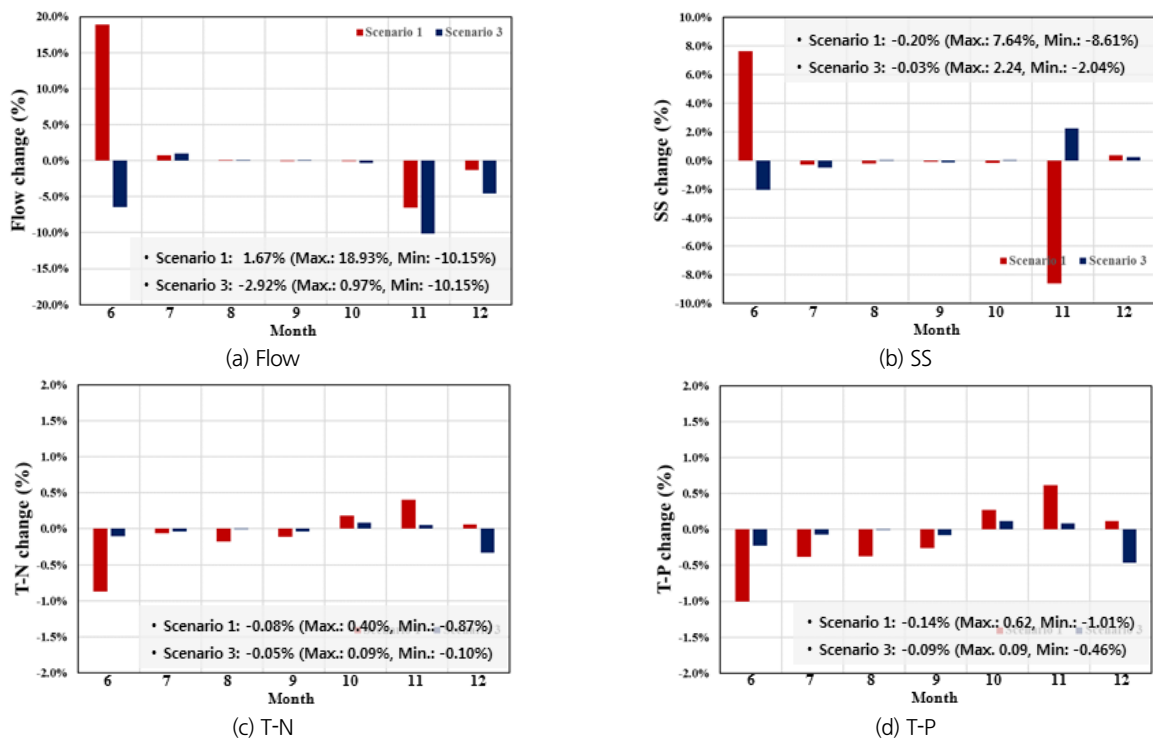 20.0%
15.0%
10.0%
5.0%
0.0%
-5.0%
-10.0%
-15.0%
-20.0%
Flow change (%)
Scenario 1 Scenario 3
• Scenario 1: 1.67% (Max.: 18.93%, Min: -10.15%)
• Scenario 3: -2.92% (Max.: 0.97%, Min: -10.15%)
6 7 8 9 10 11 12
Month
(a) Flow
10.0%
8.0%
6.0%
4.0%
2.0%
0.0%
-2.0%
-4.0%
-6.0%
-8.0%
-10.0%
SS change (%)
• Scenario 1: -0.20% (Max.: 7.64%, Min.: -8.61%)
• Scenario 3: -0.03% (Max.: 2.24, Min.: -2.04%)
Scenario 1 Scenario 3
6 7 8 9 10 11 12
Month
(b) SS
2.0%
1.5%
1.0%
0.5%
0.0%
-0.5%
-1.0%
-1.5%
-2.0%
T-N change (%)
• Scenario 1: -0.08% (Max.: 0.40%, Min.: -0.87%)
Scenario 1 Scenario 3
• Scenario 3: -0.05% (Max.: 0.09%, Min.: -0.10%)
6 7 8 9 10 11 12
Month
(c) T-N
2.0%
1.5%
1.0%
0.5%
0.0%
-0.5%
-1.0%
-1.5%
-2.0%
T-P change (%)
• Scenario 1: -0.14% (Max.: 0.62, Min.: -1.01%)
Scenario 1 Scenario 3
• Scenario 3: -0.09% (Max. 0.09, Min: -0.46%)
6 7 8 9 10 11 12
Month
(d) T-P